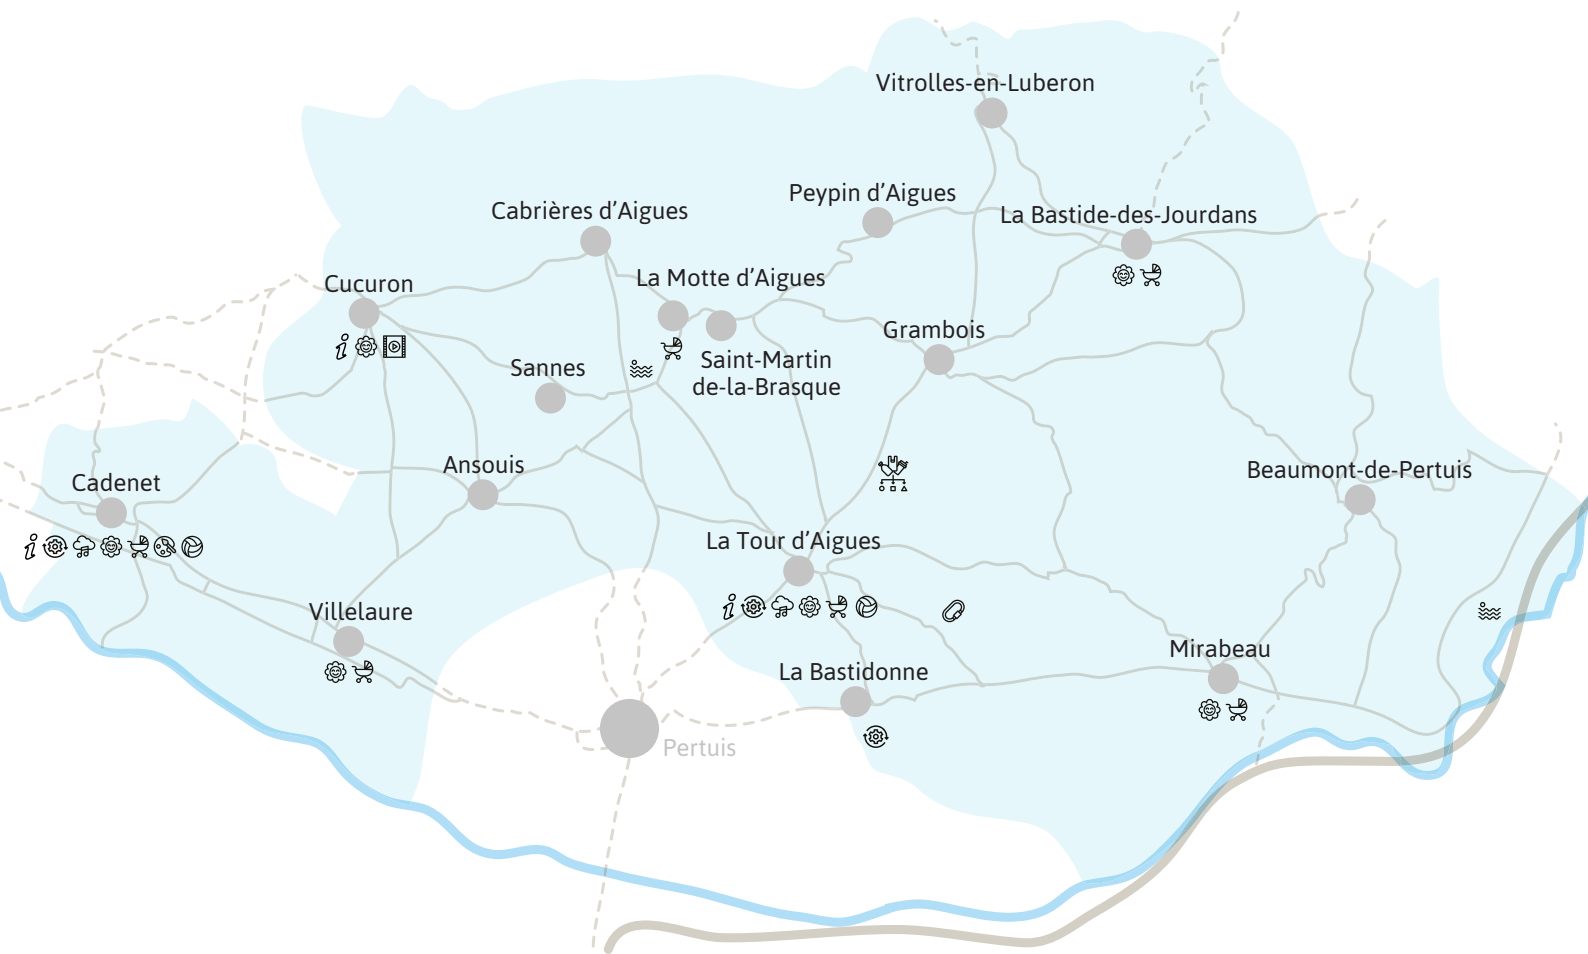 Vitrolles-en-Luberon
Peypin d’Aigues
Cabrières d’Aigues
La Bastide-des-Jourdans
La Motte d’Aigues
Cucuron
Grambois
Saint-Martin
de-la-Brasque
Sannes
Ansouis
Beaumont-de-Pertuis
Cadenet
La Tour d’Aigues
Villelaure
Mirabeau
La Bastidonne
Pertuis